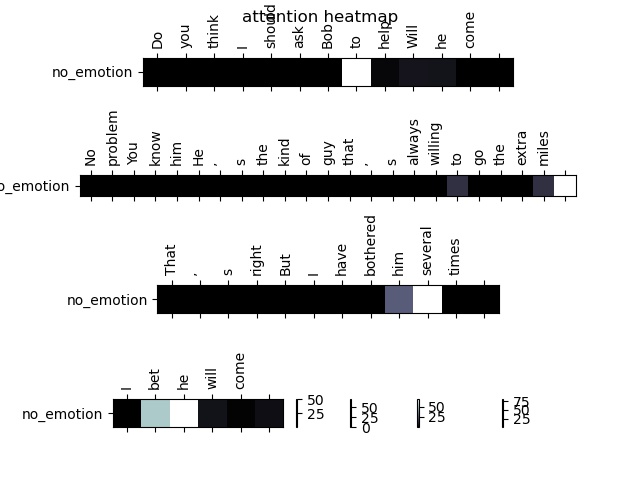 attention heatmap
Do you think I should ask Bob to help Will he come
no_emotion
No problem You know him He , s the kind of guy that , s always willing to go the extra miles
o_emotion
That , s right But I have bothered him several times
no_emotion
I bet he will come
no_emotion
50 25
50 25 0
50 25
75 50 25